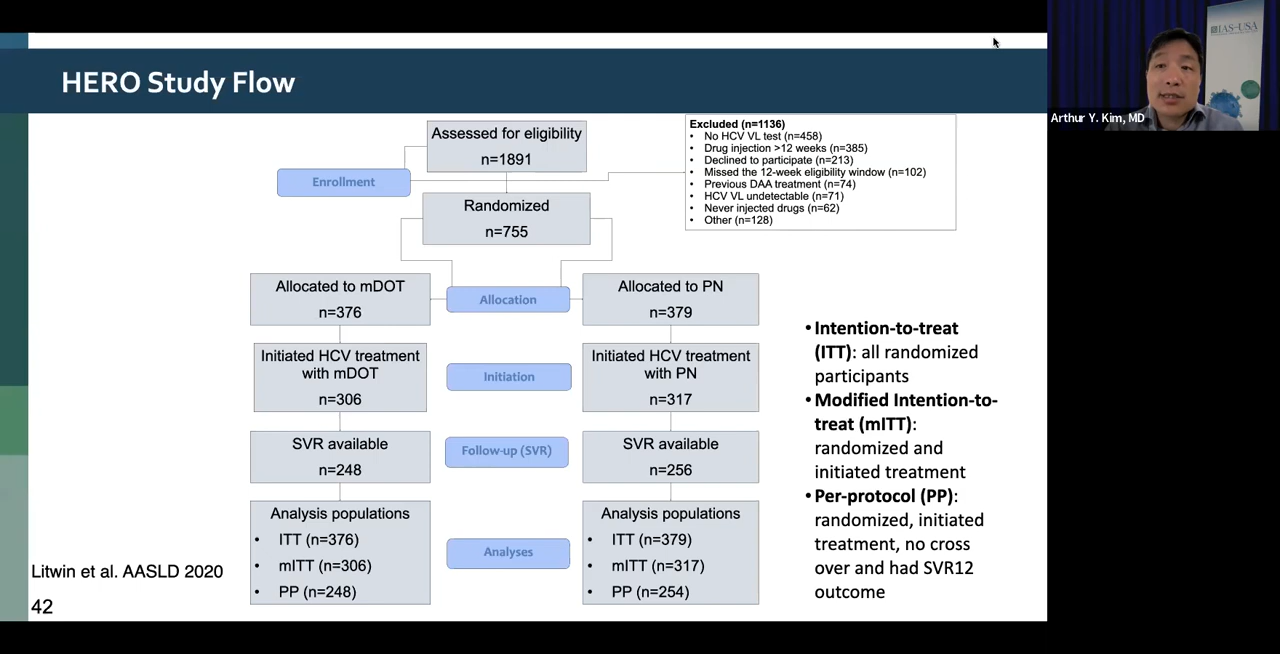 HERO Study Flow
IAS-USA
Arthur Y. Kim, MD
Assessed for eligibility
n=1891
Excluded (n=1136)
• No HCV VL test (n=458)
• Drug injection >12 weeks (n=385)
• Declined to participate (n=213)
• Missed the 12-week eligibility window (n=102)
• Previous DAA treatment (n=74)
• HCV VL undetectable (n=71)
• Never injected drugs (n=62)
• Other (n=128)
Enrollment
Randomized
n=755
Allocated to mDOT
n=376
Allocation
Allocated to PN
n=379
Initiated HCV treatment
with mDOT
n=306
Initiation
Initiated HCV treatment
with PN
n=317
SVR available
n=248
Follow-up (SVR)
SVR available
n=256
Analysis populations
• ITT (n=376)
• mITT (n=306)
• PP (n=248)
Analyses
Analysis populations
• ITT (n=379)
• mITT (n=317)
• PP (n=254)
• Intention-to-treat
(ITT): all randomized
participants
• Modified Intention-to-
treat (mITT):
randomized and
initiated treatment
• Per-protocol (PP):
randomized, initiated
treatment, no cross
over and had SVR12
outcome
Litwin et al. AASLD 2020
42